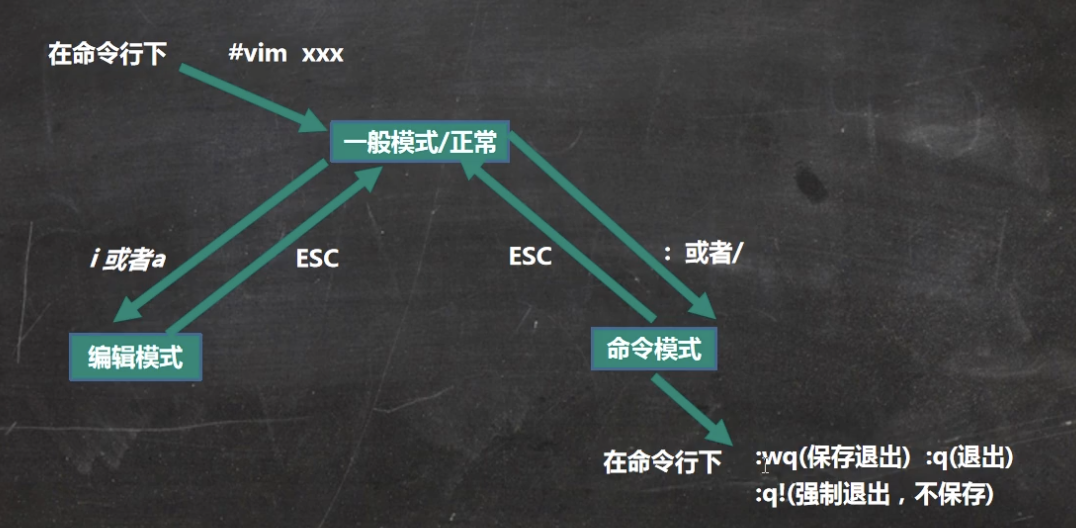 在命令行下 #vim xxx
一般模式/正常
i 或者a
ESC
ESC
: 或者/
编辑模式
命令模式
在命令行下 :wq(保存退出) :q(退出)
:q!(强制退出，不保存)